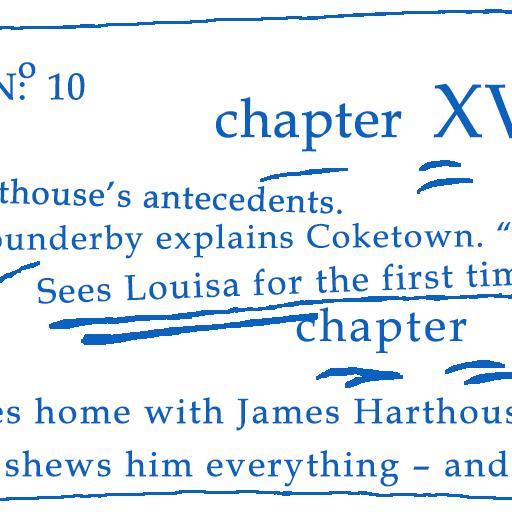 Nº. 10
chapter XV
thouse's antecedents.
ounderby explains Coketown. "
Sees Louisa for the first tim
chapter
es home with James Harthous
shews him everything – and